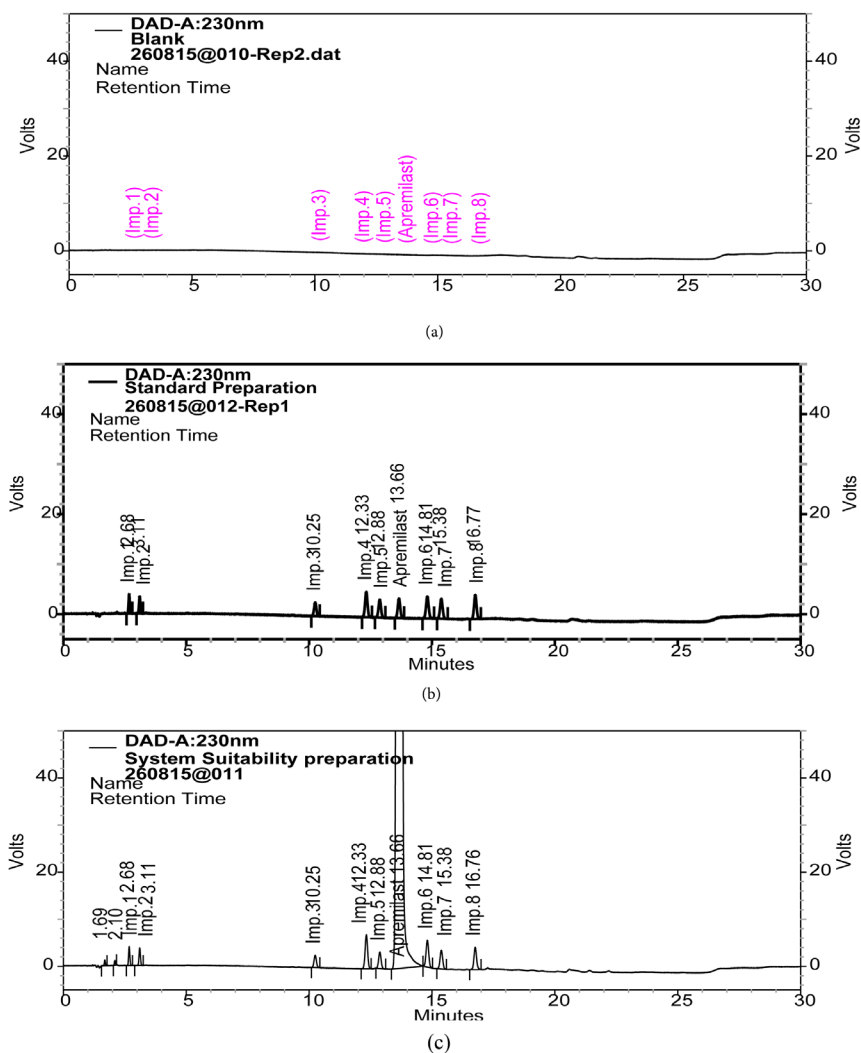 DAD-A:230nm
Blank
260815@010-Rep2.dat
Name
Retention Time
Volts
Volts
40
20
0
40
20
0
(Imp.1)
(Imp.2)
(Imp.3)
(Imp.4)
(Imp.5)
(Apremilast)
(Imp.6)
(Imp.7)
(Imp.8)
0 5 10 15 20 25 30
(a)
DAD-A:230nm
Standard Preparation
260815@012-Rep1
Name
Retention Time
Volts
Volts
40
20
0
40
20
0
Imp.1 2.68
Imp.2 3.11
Imp.3 10.25
Imp.4 12.33
Imp.5 12.88
Apremilast 13.66
Imp.6 14.81
Imp.7 15.38
Imp.8 16.77
0 5 10 15 20 25 30
Minutes
(b)
DAD-A:230nm
System Suitability preparation
260815@011
Name
Retention Time
Volts
Volts
40
20
0
40
20
0
1.69
2.10
Imp.1 2.68
Imp.2 3.11
Imp.3 10.25
Imp.4 12.33
Imp.5 12.88
Apremilast 13.66
Imp.6 14.81
Imp.7 15.38
Imp.8 16.76
0 5 10 15 20 25 30
Minutes
(c)